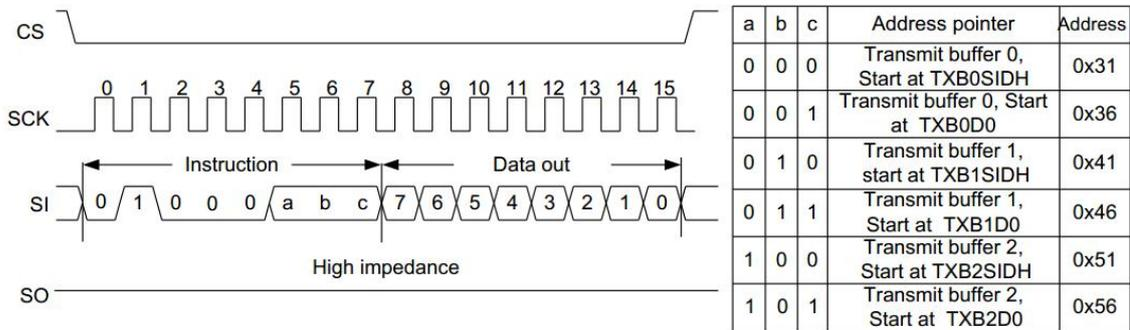 CS
0 1 2 3 4 5 6 7 8 9 10 11 12 13 14 15
SCK
Instruction Data out
SI 0 1 0 0 0 a b c 7 6 5 4 3 2 1 0
High impedance
SO
a b c Address pointer Address
0 0 0 Transmit buffer 0,
Start at TXB0SIDH 0x31
0 0 1 Transmit buffer 0, Start
at TXB0D0 0x36
0 1 0 Transmit buffer 1,
start at TXB1SIDH 0x41
0 1 1 Transmit buffer 1,
Start at TXB1D0 0x46
1 0 0 Transmit buffer 2,
Start at TXB2SIDH 0x51
1 0 1 Transmit buffer 2,
Start at TXB2D0 0x56